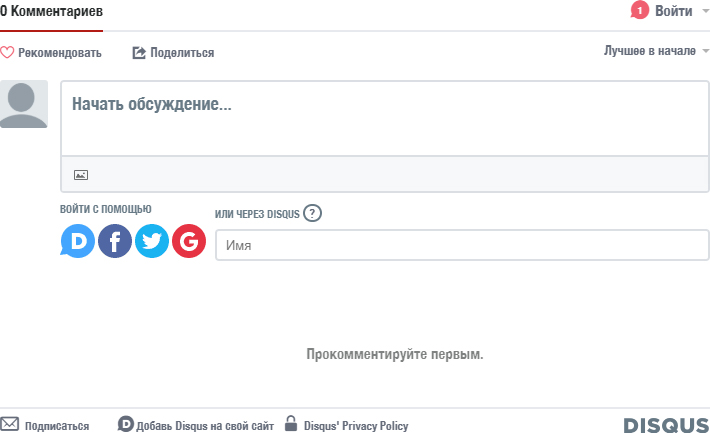 0 Комментариев
1 Войти
Рекомендовать Поделиться Лучшее в начале
Начать обсуждение...
ВОЙТИ С ПОМОЩЬЮ
ИЛИ ЧЕРЕЗ DISQUS ?
D f G
Имя
Прокомментируйте первым.
Подписаться D Добавь Disqus на свой сайт Disqus' Privacy Policy DISQUS